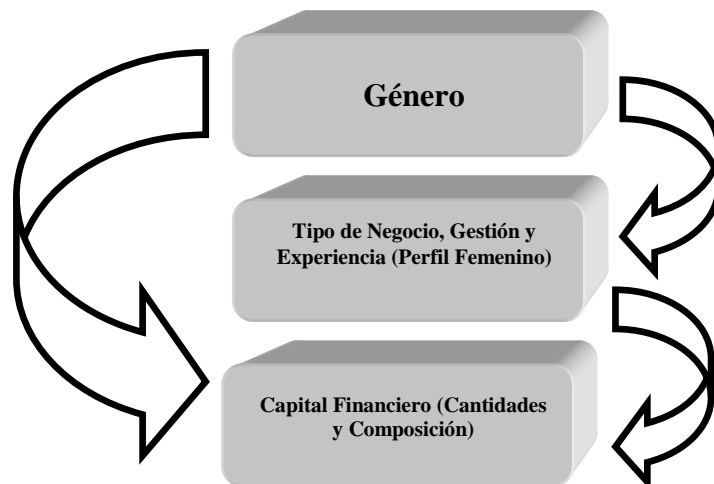 Género
Tipo de Negocio, Gestión y
Experiencia (Perfil Femenino)
Capital Financiero (Cantidades
y Composición)